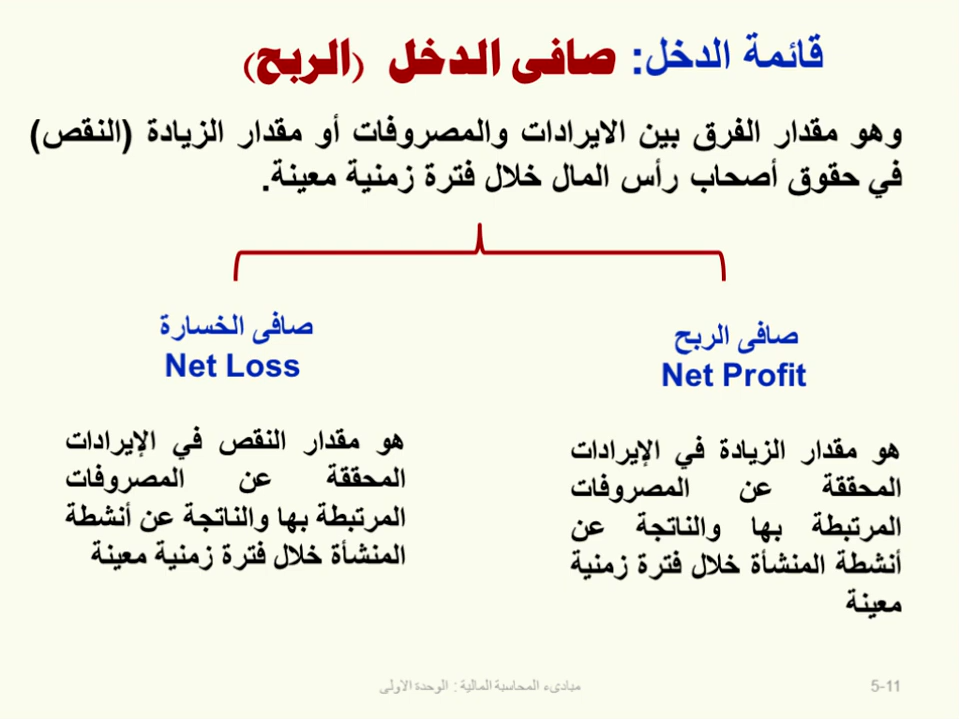 قائمة الدخل: صافى الدخل (الربح)
وهو مقدار الفرق بين الايرادات والمصروفات أو مقدار الزيادة (النقص)
في حقوق أصحاب رأس المال خلال فترة زمنية معينة.
صافى الربح
Net Profit
هو مقدار الزيادة في الإيرادات
المحققة عن المصروفات
المرتبطة بها والناتجة عن
أنشطة المنشأة خلال فترة زمنية
معينة
صافى الخسارة
Net Loss
هو مقدار النقص في الإيرادات
المحققة عن المصروفات
المرتبطة بها والناتجة عن أنشطة
المنشأة خلال فترة زمنية معينة
مبادىء المحاسبة المالية : الوحدة الاولى
5-11